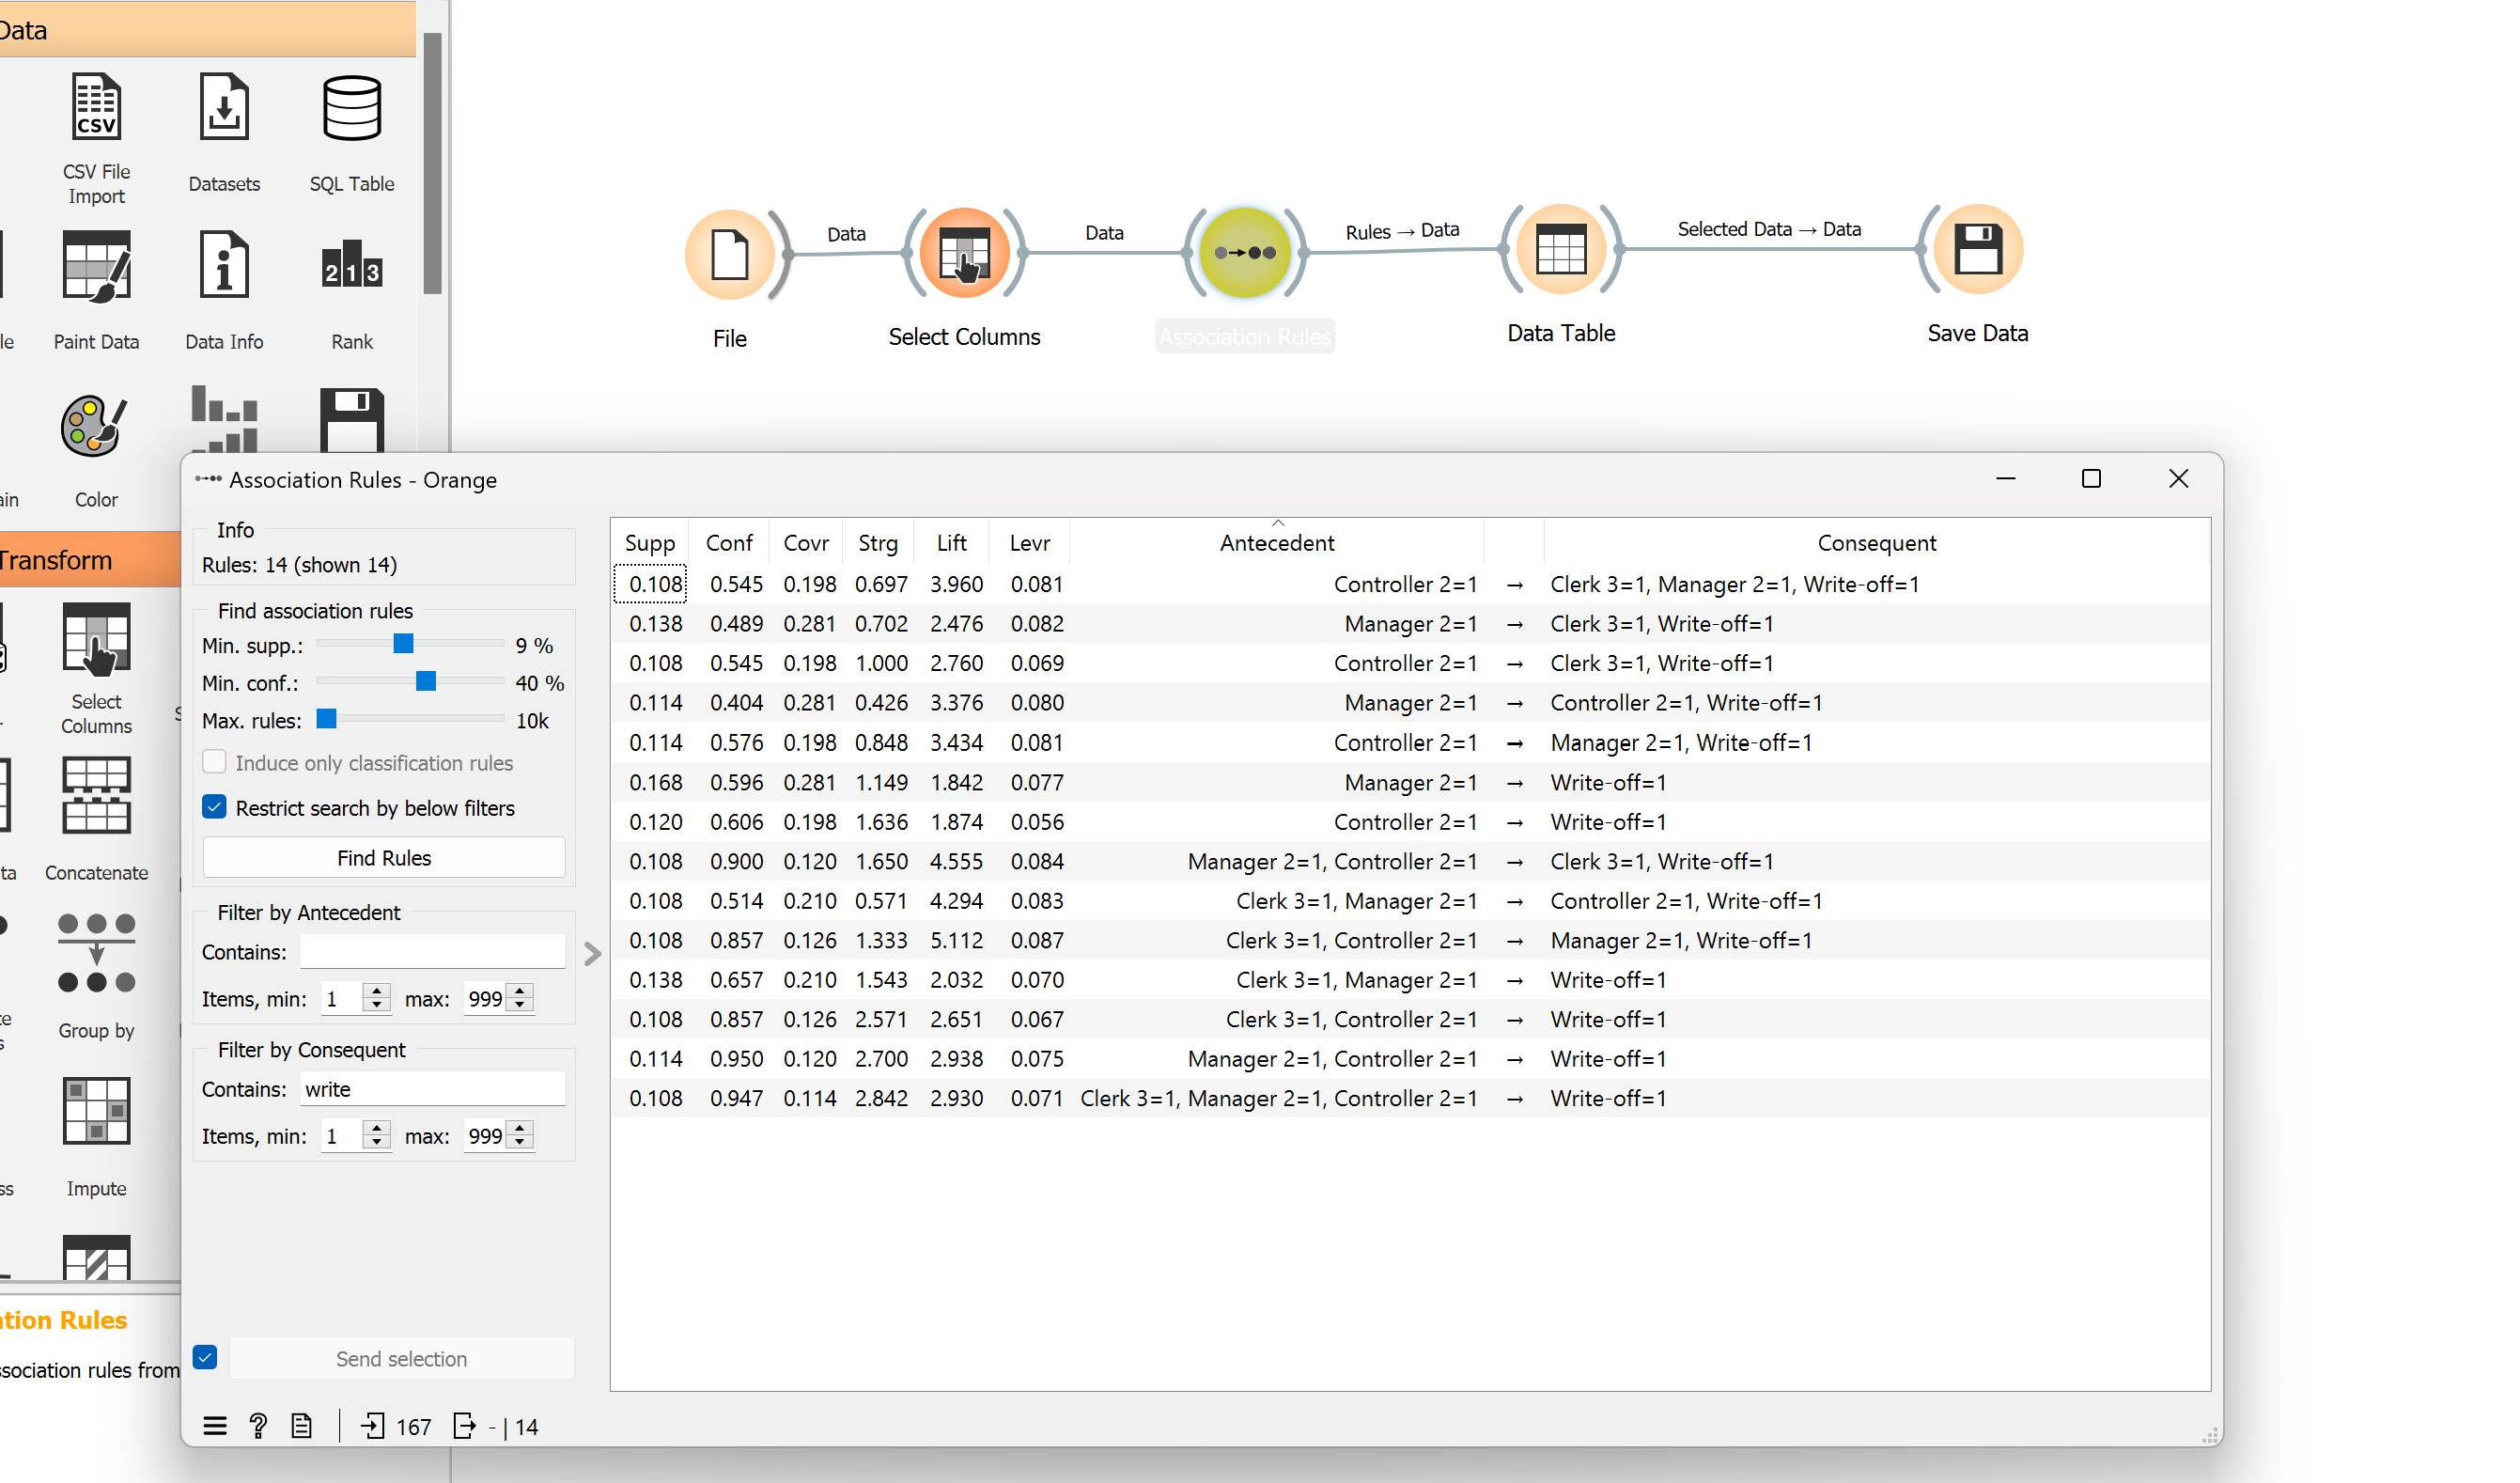 Data
CSV
CSV File
Import
Datasets
SQL Table
2 1 3
le
Paint Data
Data Info
Rank
ain
Color
Transform
Select
Columns
ta
Concatenate
te
s
Group by
ss
Impute
ation Rules
ssociation rules from
Data
Data
Rules → Data
Selected Data → Data
File
Select Columns
Association Rules
Data Table
Save Data
Association Rules - Orange
Info
Rules: 14 (shown 14)
Find association rules
Min. supp.: 9 %
Min. conf.: 40 %
Max. rules: 10k
Induce only classification rules
Restrict search by below filters
Find Rules
Filter by Antecedent
Contains:
Items, min: 1 max: 999
Filter by Consequent
Contains: write
Items, min: 1 max: 999
Send selection
167 - | 14
Supp Conf Covr Strg Lift Levr Antecedent Consequent
0.108 0.545 0.198 0.697 3.960 0.081 Controller 2=1 → Clerk 3=1, Manager 2=1, Write-off=1
0.138 0.489 0.281 0.702 2.476 0.082 Manager 2=1 → Clerk 3=1, Write-off=1
0.108 0.545 0.198 1.000 2.760 0.069 Controller 2=1 → Clerk 3=1, Write-off=1
0.114 0.404 0.281 0.426 3.376 0.080 Manager 2=1 → Controller 2=1, Write-off=1
0.114 0.576 0.198 0.848 3.434 0.081 Controller 2=1 → Manager 2=1, Write-off=1
0.168 0.596 0.281 1.149 1.842 0.077 Manager 2=1 → Write-off=1
0.120 0.606 0.198 1.636 1.874 0.056 Controller 2=1 → Write-off=1
0.108 0.900 0.120 1.650 4.555 0.084 Manager 2=1, Controller 2=1 → Clerk 3=1, Write-off=1
0.108 0.514 0.210 0.571 4.294 0.083 Clerk 3=1, Manager 2=1 → Controller 2=1, Write-off=1
0.108 0.857 0.126 1.333 5.112 0.087 Clerk 3=1, Controller 2=1 → Manager 2=1, Write-off=1
0.138 0.657 0.210 1.543 2.032 0.070 Clerk 3=1, Manager 2=1 → Write-off=1
0.108 0.857 0.126 2.571 2.651 0.067 Clerk 3=1, Controller 2=1 → Write-off=1
0.114 0.950 0.120 2.700 2.938 0.075 Manager 2=1, Controller 2=1 → Write-off=1
0.108 0.947 0.114 2.842 2.930 0.071 Clerk 3=1, Manager 2=1, Controller 2=1 → Write-off=1